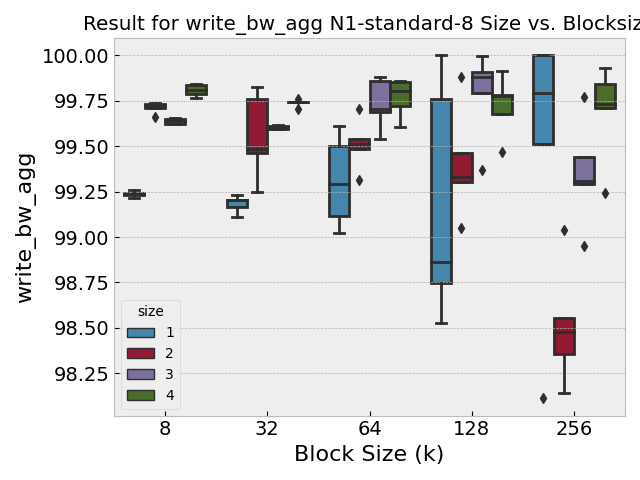 Result for write_bw_agg N1-standard-8 Size vs. Blocksiz
100.00
99.75
99.50
99.25
99.00
98.75
98.50
98.25
write_bw_agg
size
1
2
3
4
8 32 64 128 256
Block Size (k)